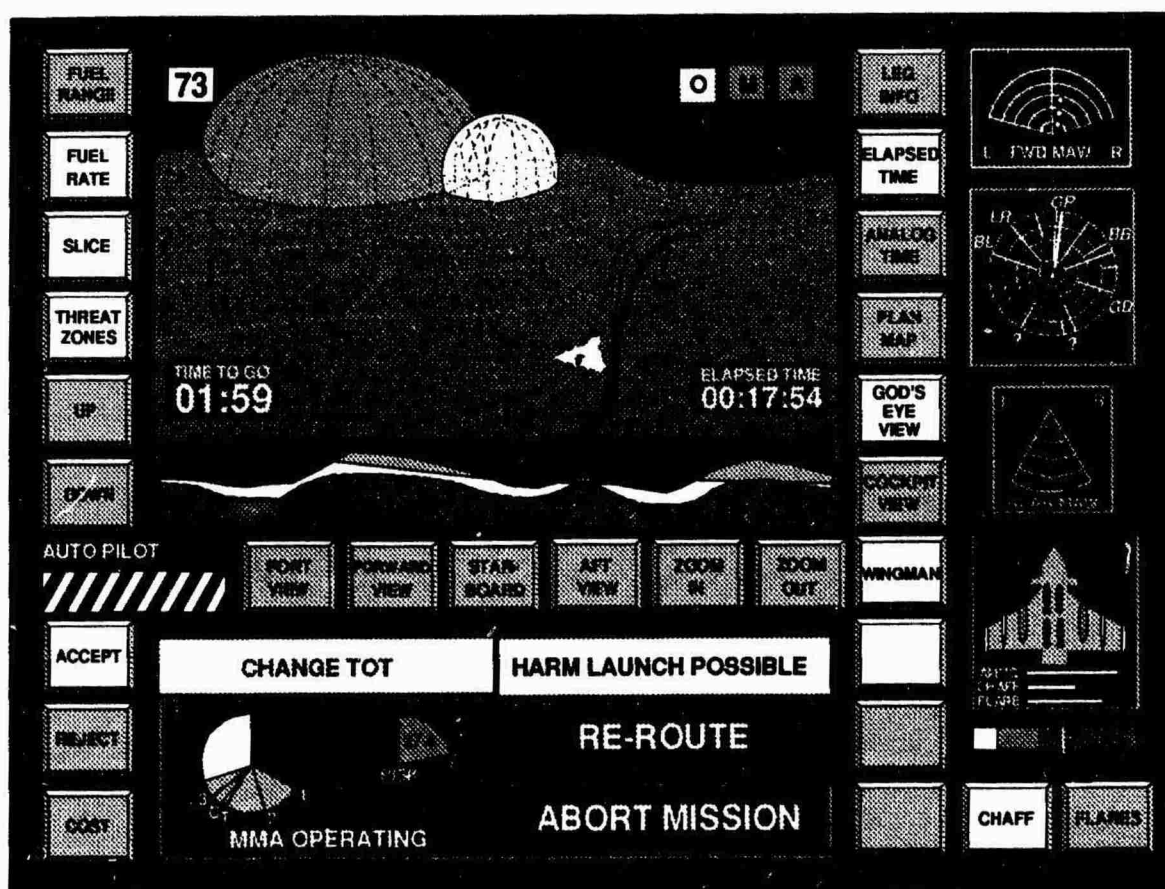 FUEL
RANGE
FUEL
RATE
SLICE
THREAT
ZONES
UP
DOWN
73
O M A
TIME TO GO
01:59
ELAPSED TIME
00:17:54
LEG
INFO
ELAPSED
TIME
ANALOG
TIME
PLAN
MAP
GOD'S
EYE
VIEW
COCKPIT
VIEW
WINGMAN
L FWD MAW R
GP
LR
BB
BL
GD
?
?
AUTO PILOT
PORT
VIEW
FORWARD
VIEW
STAR-
BOARD
AFT
VIEW
ZOOM
IN
ZOOM
OUT
ACCEPT
REJECT
COST
CHANGE TOT
HARM LAUNCH POSSIBLE
RE-ROUTE
ABORT MISSION
MMA OPERATING
CHAFF
FLARE
CHAFF
FLARES